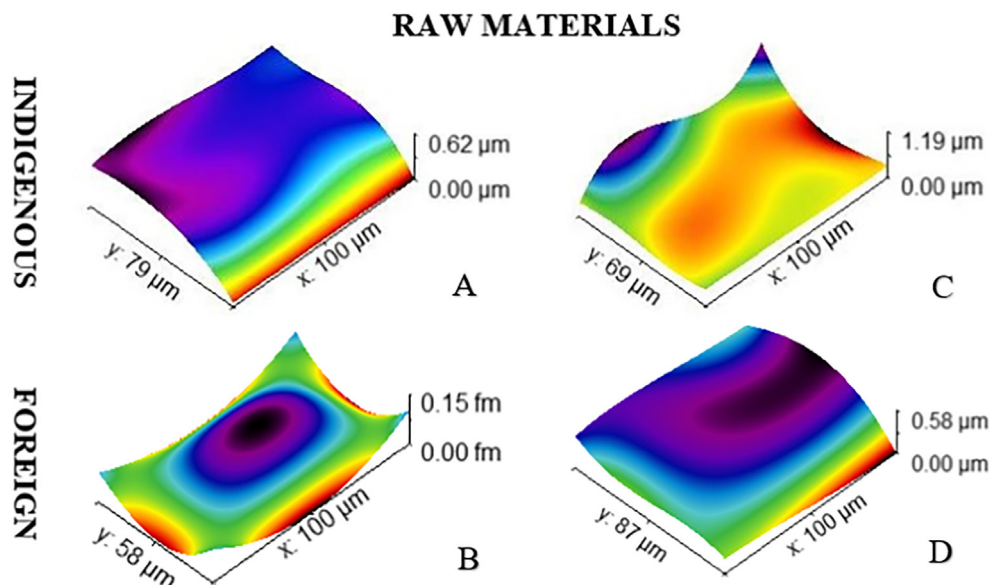 RAW MATERIALS
INDIGENOUS
0.62 µm
0.00 µm
y: 79 µm
x: 100 µm
A
1.19 µm
0.00 µm
y: 69 µm
x: 100 µm
C
FOREIGN
0.15 fm
0.00 fm
y: 58 µm
x: 100 µm
B
0.58 µm
0.00 µm
y: 87 µm
x: 100 µm
D